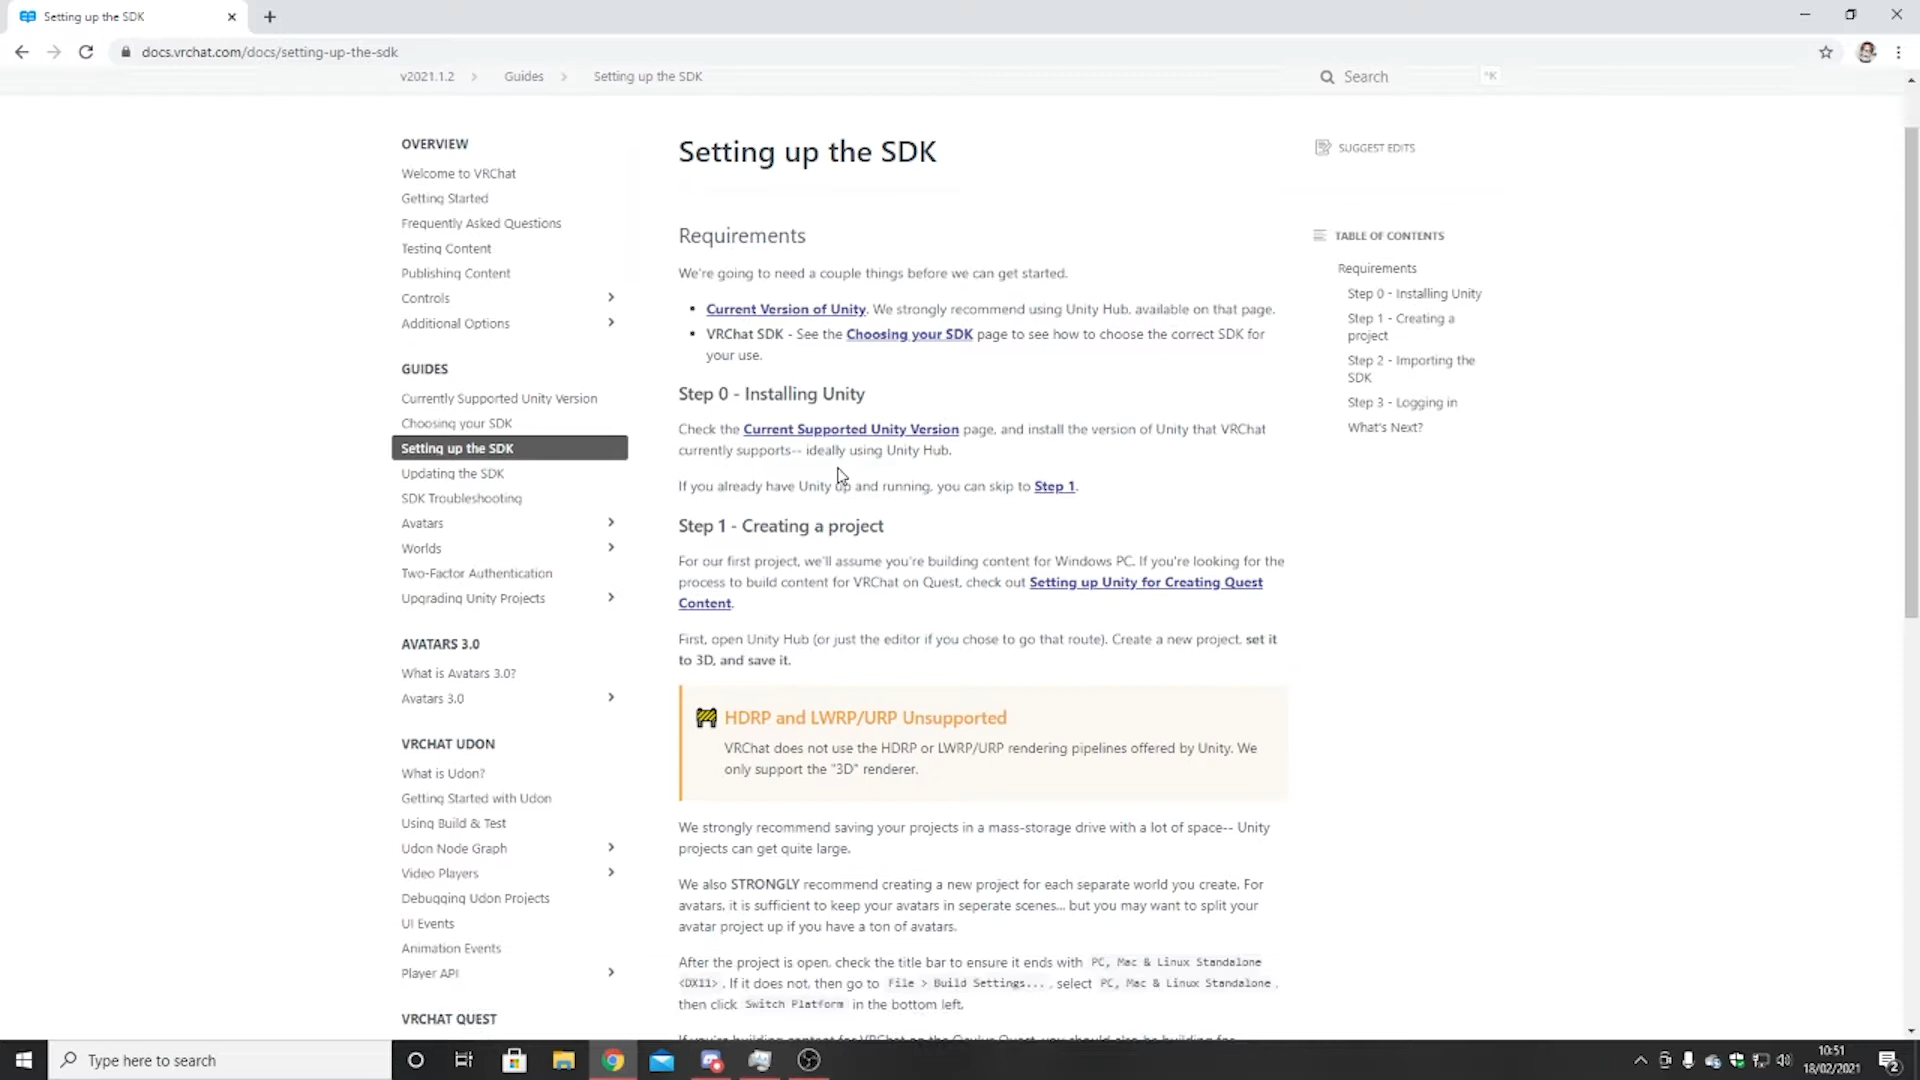 Setting up the SDK
docs.vrchat.com/docs/setting-up-the-sdk
v2021.1.2
Guides
Setting up the SDK
Search
^K
OVERVIEW
Welcome to VRChat
Getting Started
Frequently Asked Questions
Testing Content
Publishing Content
Controls
Additional Options
GUIDES
Currently Supported Unity Version
Choosing your SDK
Setting up the SDK
Updating the SDK
SDK Troubleshooting
Avatars
Worlds
Two-Factor Authentication
Upgrading Unity Projects
AVATARS 3.0
What is Avatars 3.0?
Avatars 3.0
VRCHAT UDON
What is Udon?
Getting Started with Udon
Using Build & Test
Udon Node Graph
Video Players
Debugging Udon Projects
UI Events
Animation Events
Player API
VRCHAT QUEST
Setting up the SDK
Requirements
We're going to need a couple things before we can get started.
• Current Version of Unity. We strongly recommend using Unity Hub, available on that page.
• VRChat SDK - See the Choosing your SDK page to see how to choose the correct SDK for
your use.
Step 0 - Installing Unity
Check the Current Supported Unity Version page, and install the version of Unity that VRChat
currently supports-- ideally using Unity Hub.
If you already have Unity up and running, you can skip to Step 1.
Step 1 - Creating a project
For our first project, we'll assume you're building content for Windows PC. If you're looking for the
process to build content for VRChat on Quest, check out Setting up Unity for Creating Quest
Content.
First, open Unity Hub (or just the editor if you chose to go that route). Create a new project, set it
to 3D, and save it.
HDRP and LWRP/URP Unsupported
VRChat does not use the HDRP or LWRP/URP rendering pipelines offered by Unity. We
only support the "3D" renderer.
We strongly recommend saving your projects in a mass-storage drive with a lot of space-- Unity
projects can get quite large.
We also STRONGLY recommend creating a new project for each separate world you create. For
avatars, it is sufficient to keep your avatars in seperate scenes... but you may want to split your
avatar project up if you have a ton of avatars.
After the project is open, check the title bar to ensure it ends with PC, Mac & Linux Standalone
<DX11>. If it does not, then go to File > Build Settings..., select PC, Mac & Linux Standalone,
then click Switch Platform in the bottom left.
SUGGEST EDITS
TABLE OF CONTENTS
Requirements
Step 0 - Installing Unity
Step 1 - Creating a
project
Step 2 - Importing the
SDK
Step 3 - Logging in
What's Next?
Type here to search
10:51
18/02/2021
2